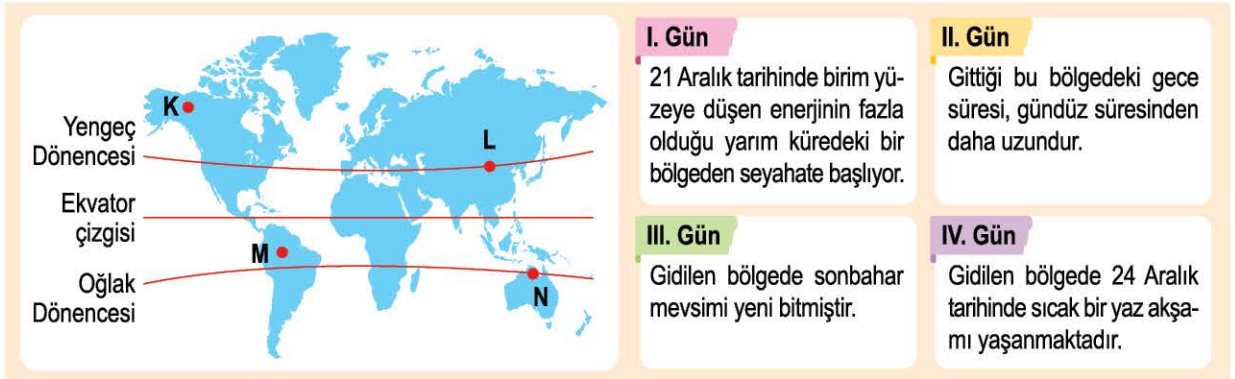 K
L
Yengeç
Dönencesi
Ekvator
çizgisi
M
Oğlak
Dönencesi
N
I. Gün
21 Aralık tarihinde birim yü-
zeye düşen enerjinin fazla
olduğu yarım küredeki bir
bölgeden seyahate başlıyor.
II. Gün
Gittiği bu bölgedeki gece
süresi, gündüz süresinden
daha uzundur.
III. Gün
Gidilen bölgede sonbahar
mevsimi yeni bitmiştir.
IV. Gün
Gidilen bölgede 24 Aralık
tarihinde sıcak bir yaz akşa-
mı yaşanmaktadır.